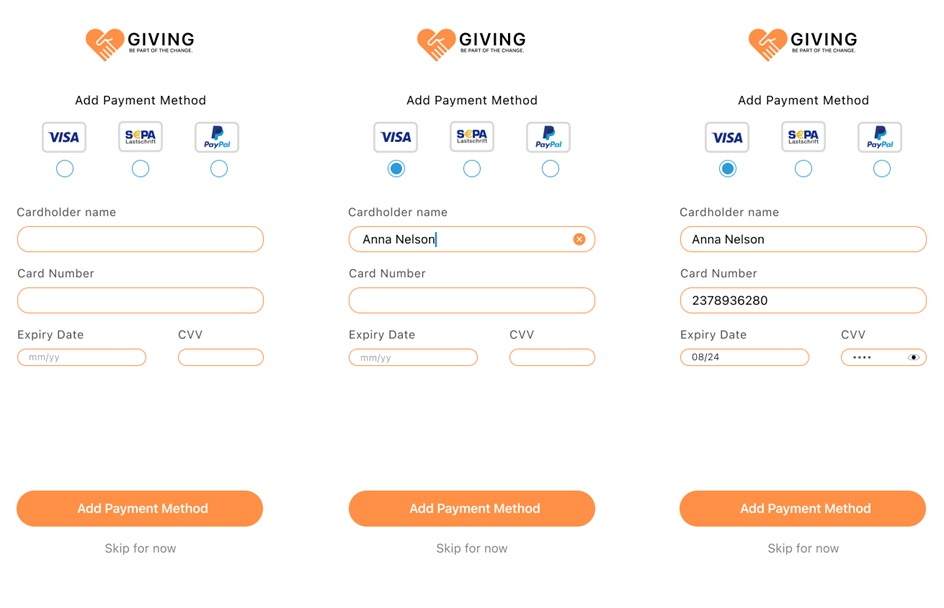 GIVING
BE PART OF THE CHANGE.
Add Payment Method
VISA
S€PA
Lastschrift
PayPal
Cardholder name
Card Number
Expiry Date CVV
mm/yy
Add Payment Method
Skip for now
GIVING
BE PART OF THE CHANGE.
Add Payment Method
VISA
S€PA
Lastschrift
PayPal
Cardholder name
Anna Nelson
Card Number
Expiry Date CVV
mm/yy
Add Payment Method
Skip for now
GIVING
BE PART OF THE CHANGE.
Add Payment Method
VISA
S€PA
Lastschrift
PayPal
Cardholder name
Anna Nelson
Card Number
2378936280
Expiry Date CVV
08/24 ••••
Add Payment Method
Skip for now